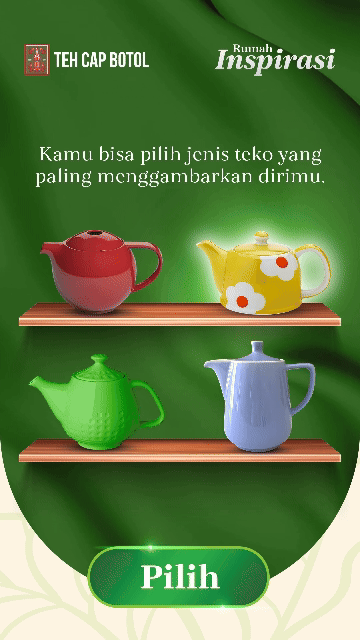 TEH CAP BOTOL
Rumah
Inspirasi
Kamu bisa pilih jenis teko yang
paling menggambarkan dirimu.
Pilih